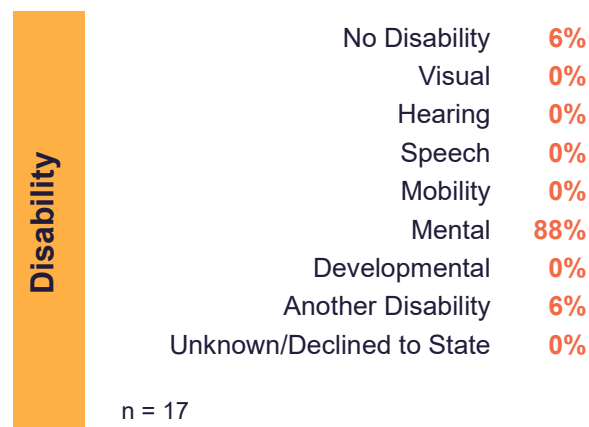 Disability
No Disability 6%
Visual 0%
Hearing 0%
Speech 0%
Mobility 0%
Mental 88%
Developmental 0%
Another Disability 6%
Unknown/Declined to State 0%
n = 17